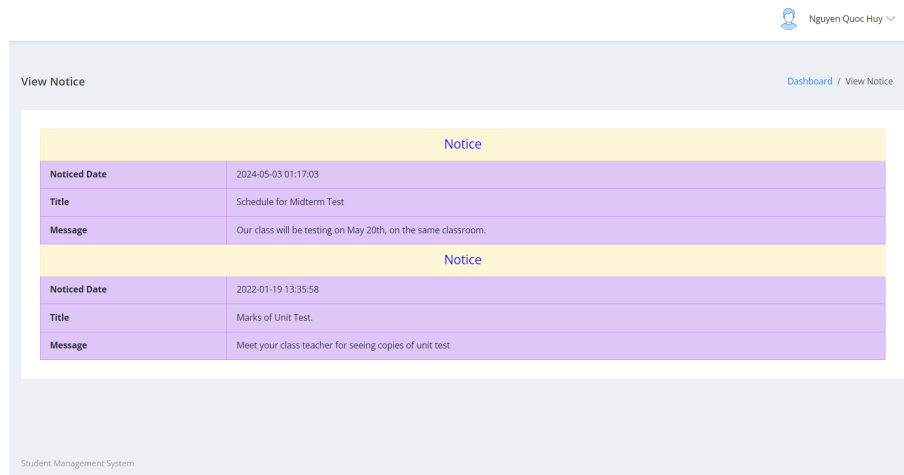 Nguyen Quoc Huy
View Notice
Dashboard / View Notice
Notice
Noticed Date 2024-05-03 01:17:03
Title Schedule for Midterm Test
Message Our class will be testing on May 20th, on the same classroom.
Notice
Noticed Date 2022-01-19 13:35:58
Title Marks of Unit Test.
Message Meet your class teacher for seeing copies of unit test
Student Management System